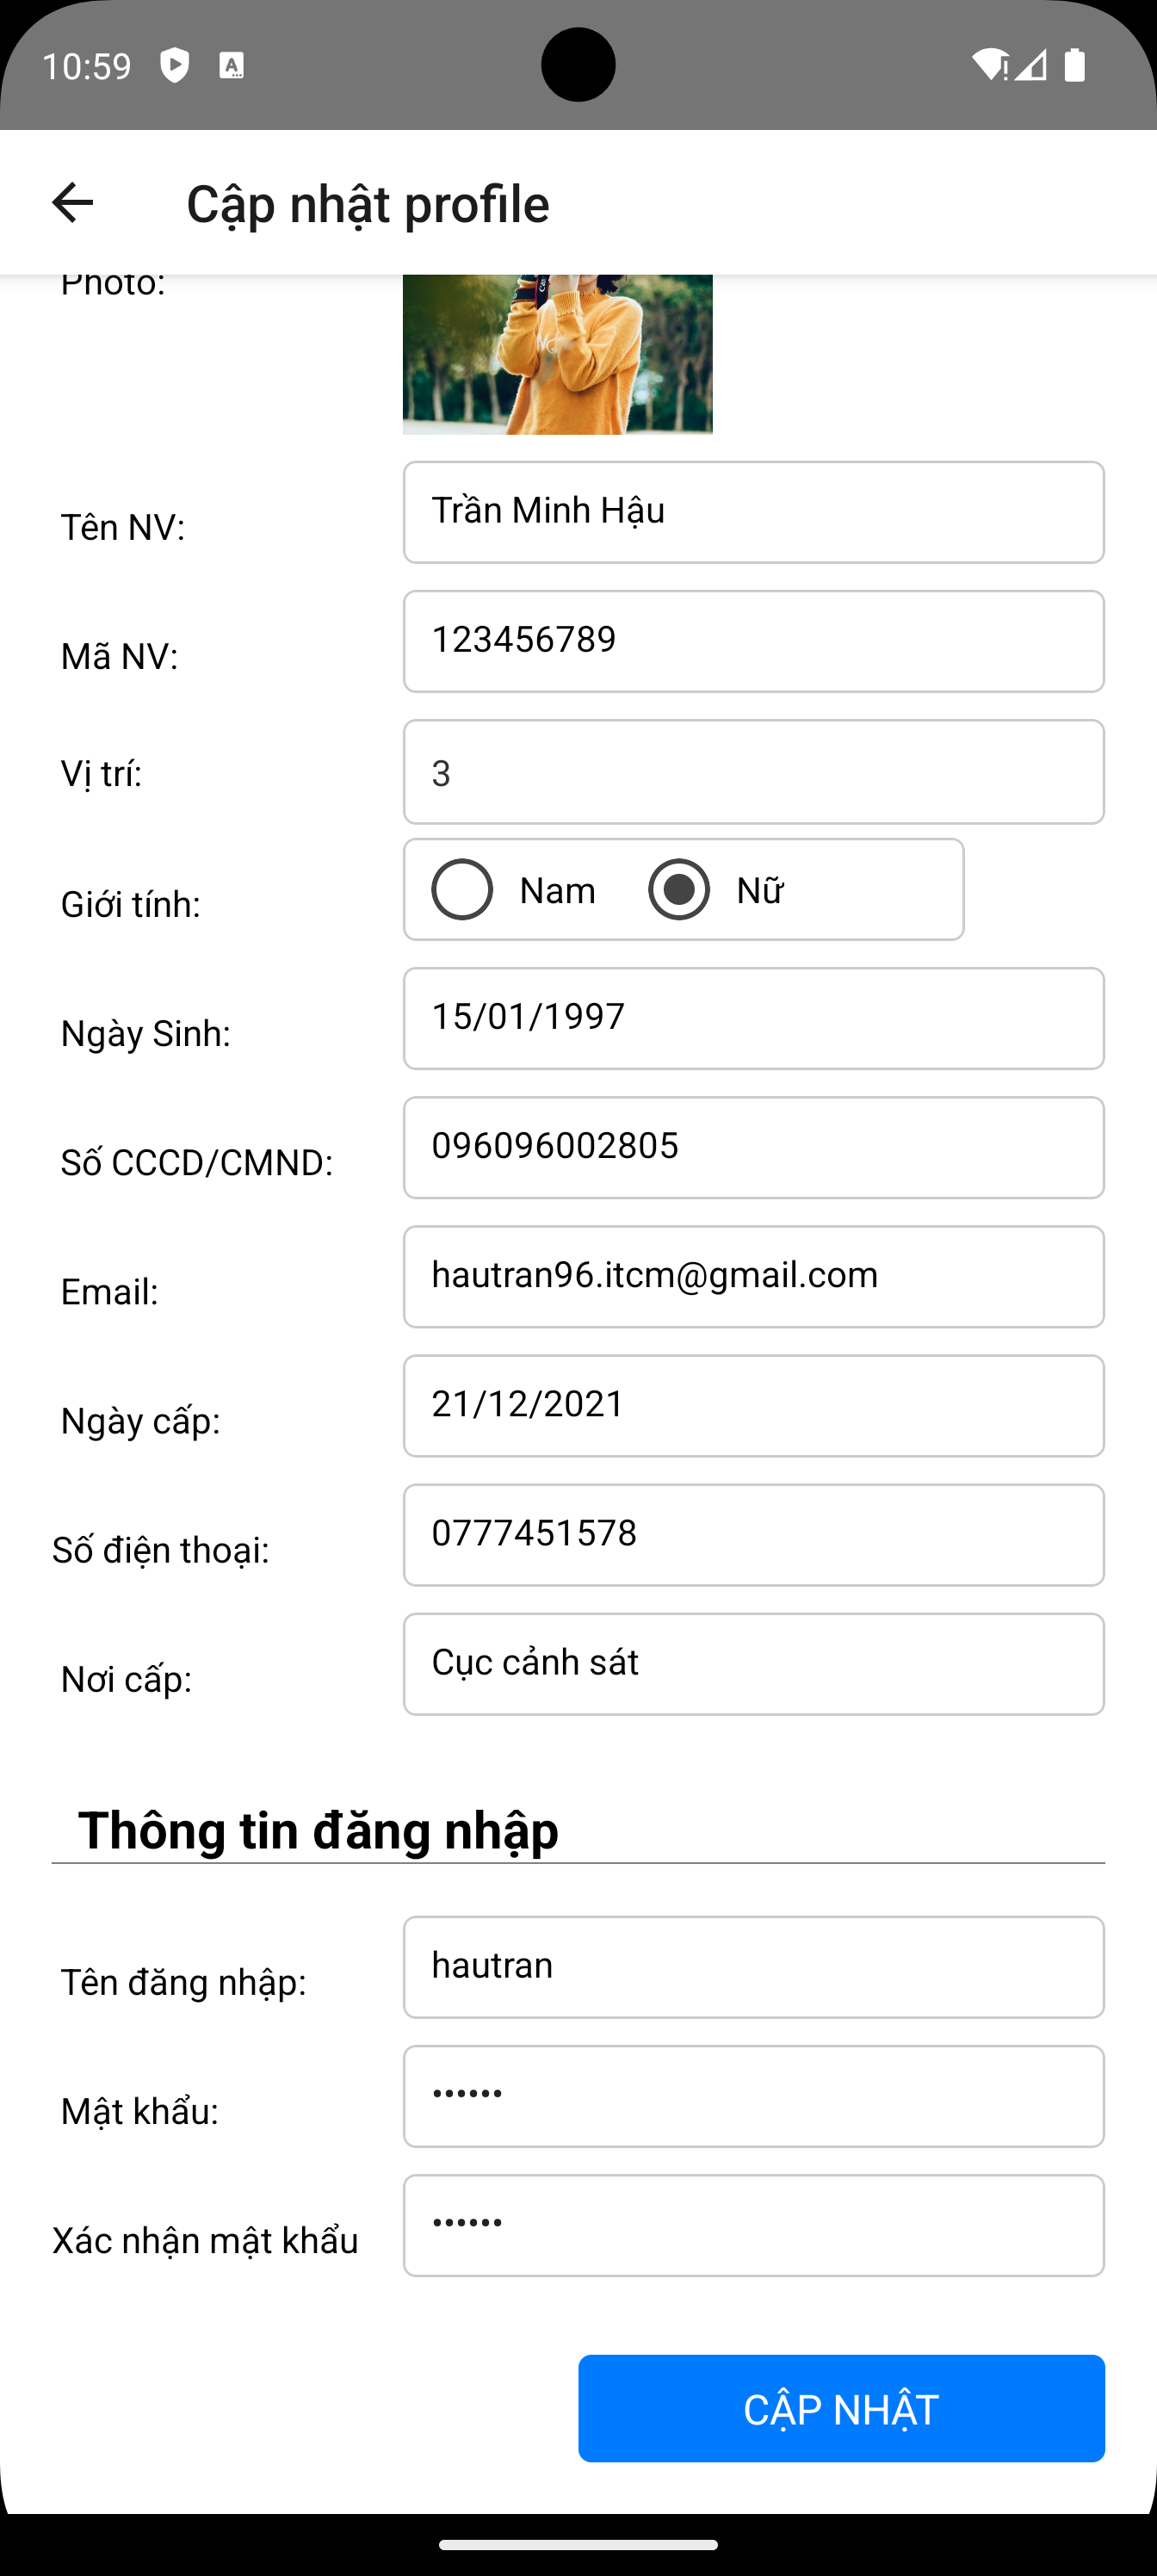 10:59
Cập nhật profile
Photo:
Tên NV:
Trần Minh Hậu
Mã NV:
123456789
Vị trí:
3
Giới tính:
Nam
Nữ
Ngày Sinh:
15/01/1997
Số CCCD/CMND:
096096002805
Email:
hautran96.itcm@gmail.com
Ngày cấp:
21/12/2021
Số điện thoại:
0777451578
Nơi cấp:
Cục cảnh sát
Thông tin đăng nhập
Tên đăng nhập:
hautran
Mật khẩu:
••••••
Xác nhận mật khẩu
••••••
CẬP NHẬT